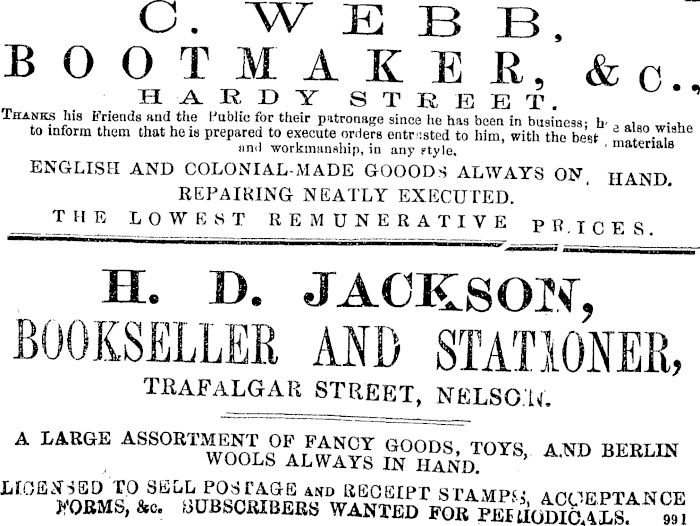 C. WEBB,
BOOTMAKER, &c.,
HARDY STREET.
THANKS his Friends and the Public for their patronage since he has been in business; he also wishe
to inform them that he is prepared to execute orders entrusted to him, with the best materials
and workmanship, in any style.
ENGLISH AND COLONIAL-MADE GOOODS ALWAYS ON HAND.
REPAIRING NEATLY EXECUTED.
THE LOWEST REMUNERATIVE PRICES.
H. D. JACKSON,
BOOKSELLER AND STATIONER,
TRAFALGAR STREET, NELSON.
A LARGE ASSORTMENT OF FANCY GOODS, TOYS, AND BERLIN
WOOLS ALWAYS IN HAND.
LICENSED TO SELL POSTAGE AND RECEIPT STAMPS, ACCEPTANCE
FORMS, &c. SUBSCRIBERS WANTED FOR PERIODICALS. 991